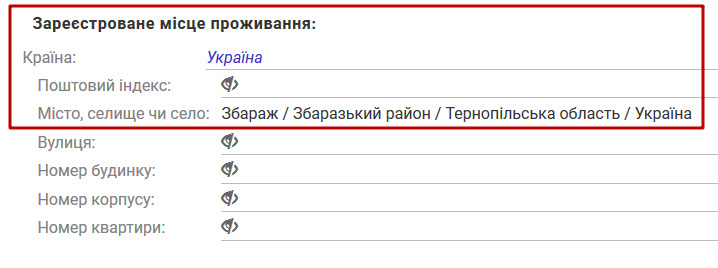 Зареєстроване місце проживання:
Країна: Україна
Поштовий індекс:
Місто, селище чи село: Збараж / Збаразький район / Тернопільська область / Україна
Вулиця:
Номер будинку:
Номер корпусу:
Номер квартири: